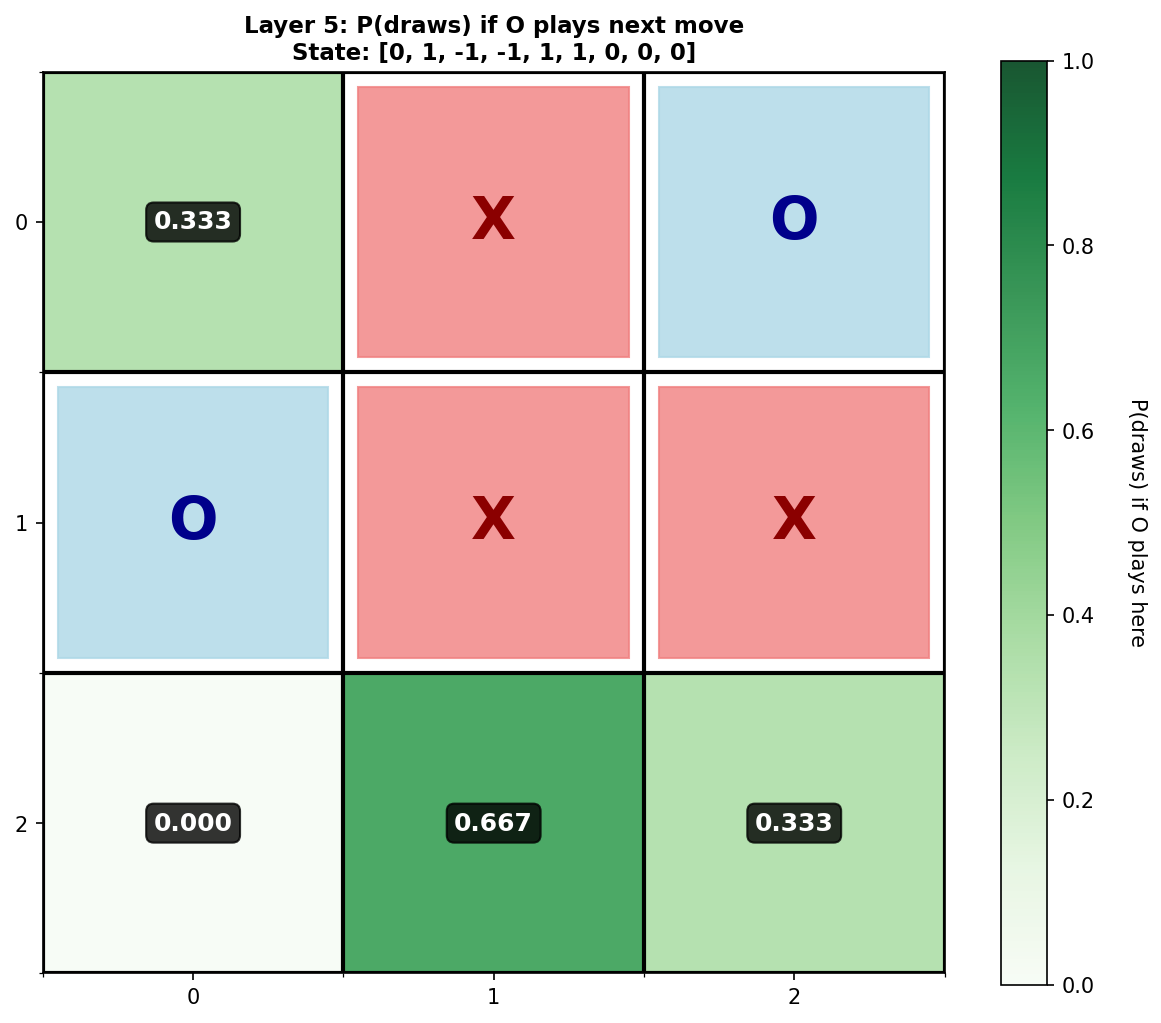 Layer 5: P(draws) if O plays next move
State: [0, 1, -1, -1, 1, 1, 0, 0, 0]
0
0.333
X
O
1
O
X
X
2
0.000
0.667
0.333
0
1
2
1.0
0.8
0.6
0.4
0.2
0.0
P(draws) if O plays here